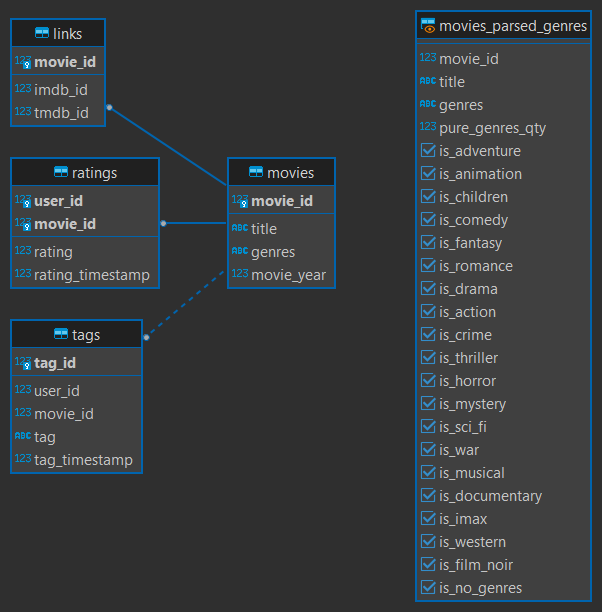 links
123 movie_id
123 imdb_id
123 tmdb_id
ratings
123 user_id
123 movie_id
123 rating
123 rating_timestamp
tags
123 tag_id
123 user_id
123 movie_id
ABC tag
123 tag_timestamp
movies
123 movie_id
ABC title
ABC genres
123 movie_year
movies_parsed_genres
123 movie_id
ABC title
ABC genres
123 pure_genres_qty
is_adventure
is_animation
is_children
is_comedy
is_fantasy
is_romance
is_drama
is_action
is_crime
is_thriller
is_horror
is_mystery
is_sci_fi
is_war
is_musical
is_documentary
is_imax
is_western
is_film_noir
is_no_genres